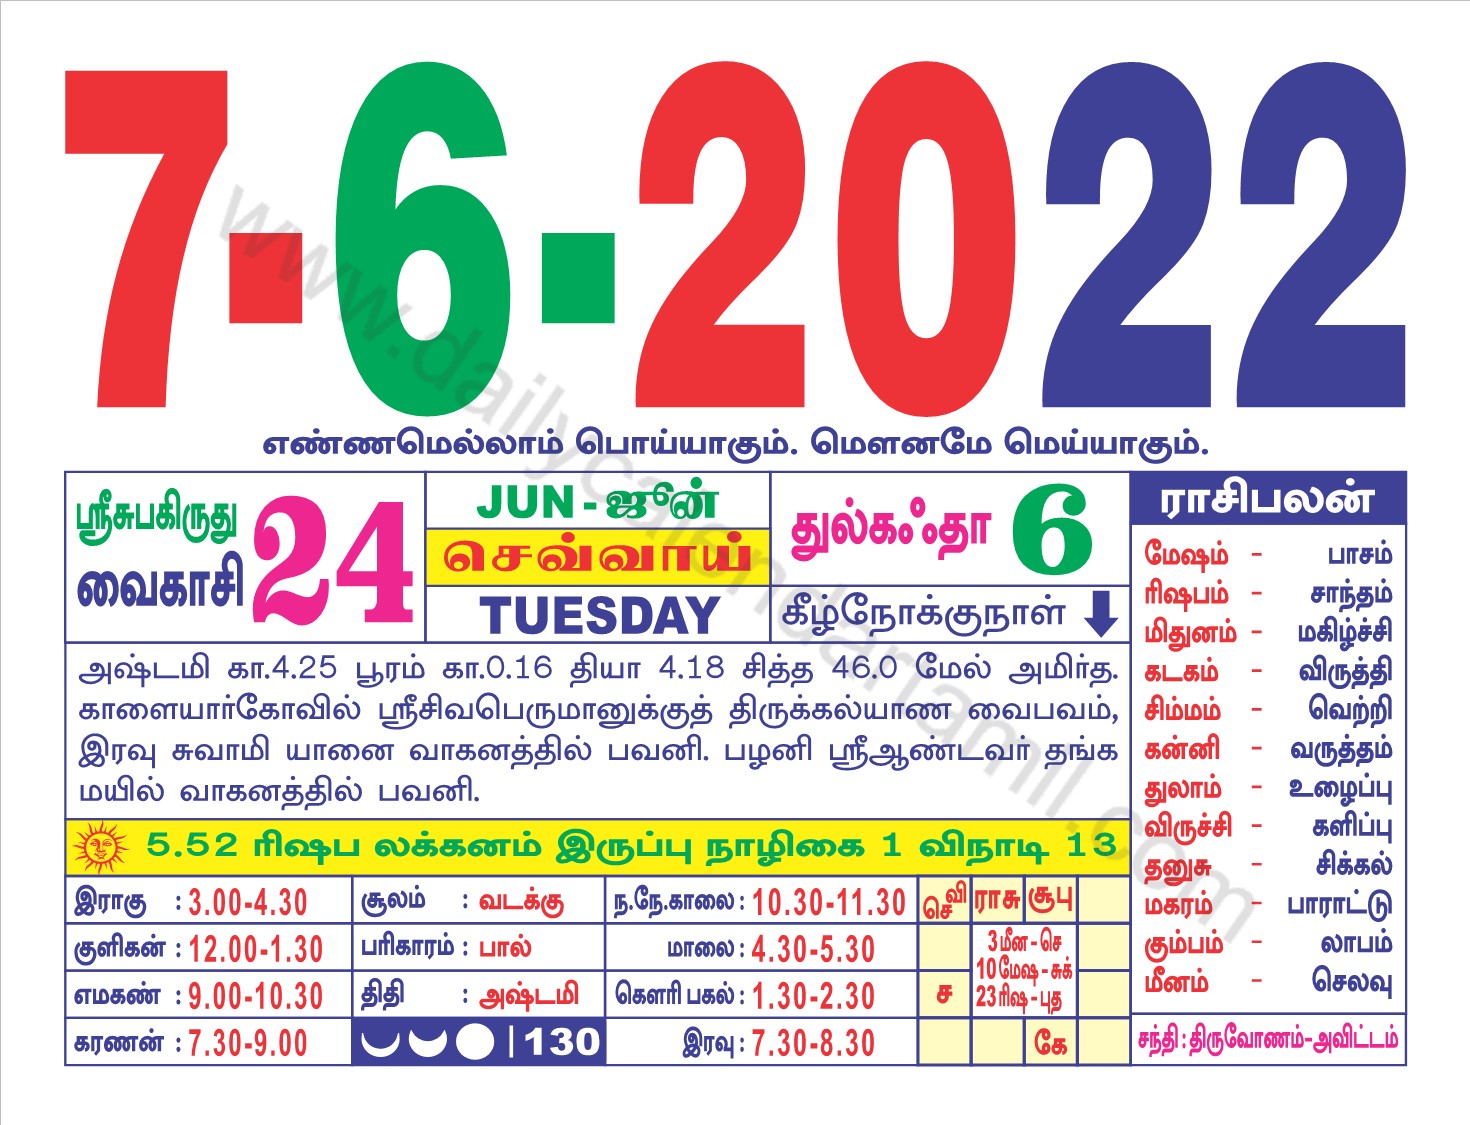 7-6-2022
எண்ணமெல்லாம் பொய்யாகும். மௌனமே மெய்யாகும்.
ஸ்ரீசுபகிருது
வைகாசி 24
JUN - ஜூன்
செவ்வாய்
TUESDAY
துல்கஃதா 6
கீழ்நோக்குநாள்
அஷ்டமி கா.4.25 பூரம் கா.0.16 தியா 4.18 சித்த 46.0 மேல் அமிர்த.
காளையார்கோவில் ஸ்ரீசிவபெருமானுக்குத் திருக்கல்யாண வைபவம்,
இரவு சுவாமி யானை வாகனத்தில் பவனி. பழனி ஸ்ரீஆண்டவர் தங்க
மயில் வாகனத்தில் பவனி.
5.52 ரிஷப லக்கனம் இருப்பு நாழிகை 1 விநாடி 13
இராகு : 3.00-4.30
குளிகன் : 12.00-1.30
எமகண் : 9.00-10.30
கரணன் : 7.30-9.00
சூலம் : வடக்கு
பரிகாரம் : பால்
திதி : அஷ்டமி
|130
ந.நே.காலை : 10.30-11.30
மாலை : 4.30-5.30
கௌரி பகல் : 1.30-2.30
இரவு : 7.30-8.30
செவி ராசு சூபு
3மீன - செ
10மேஷ - சுக்
ச 23ரிஷ - புத
கே
ராசிபலன்
மேஷம் - பாசம்
ரிஷபம் - சாந்தம்
மிதுனம் - மகிழ்ச்சி
கடகம் - விருத்தி
சிம்மம் - வெற்றி
கன்னி - வருத்தம்
துலாம் - உழைப்பு
விருச்சி - களிப்பு
தனுசு - சிக்கல்
மகரம் - பாராட்டு
கும்பம் - லாபம்
மீனம் - செலவு
சந்தி : திருவோணம்-அவிட்டம்
www.dailycalendartamil.com